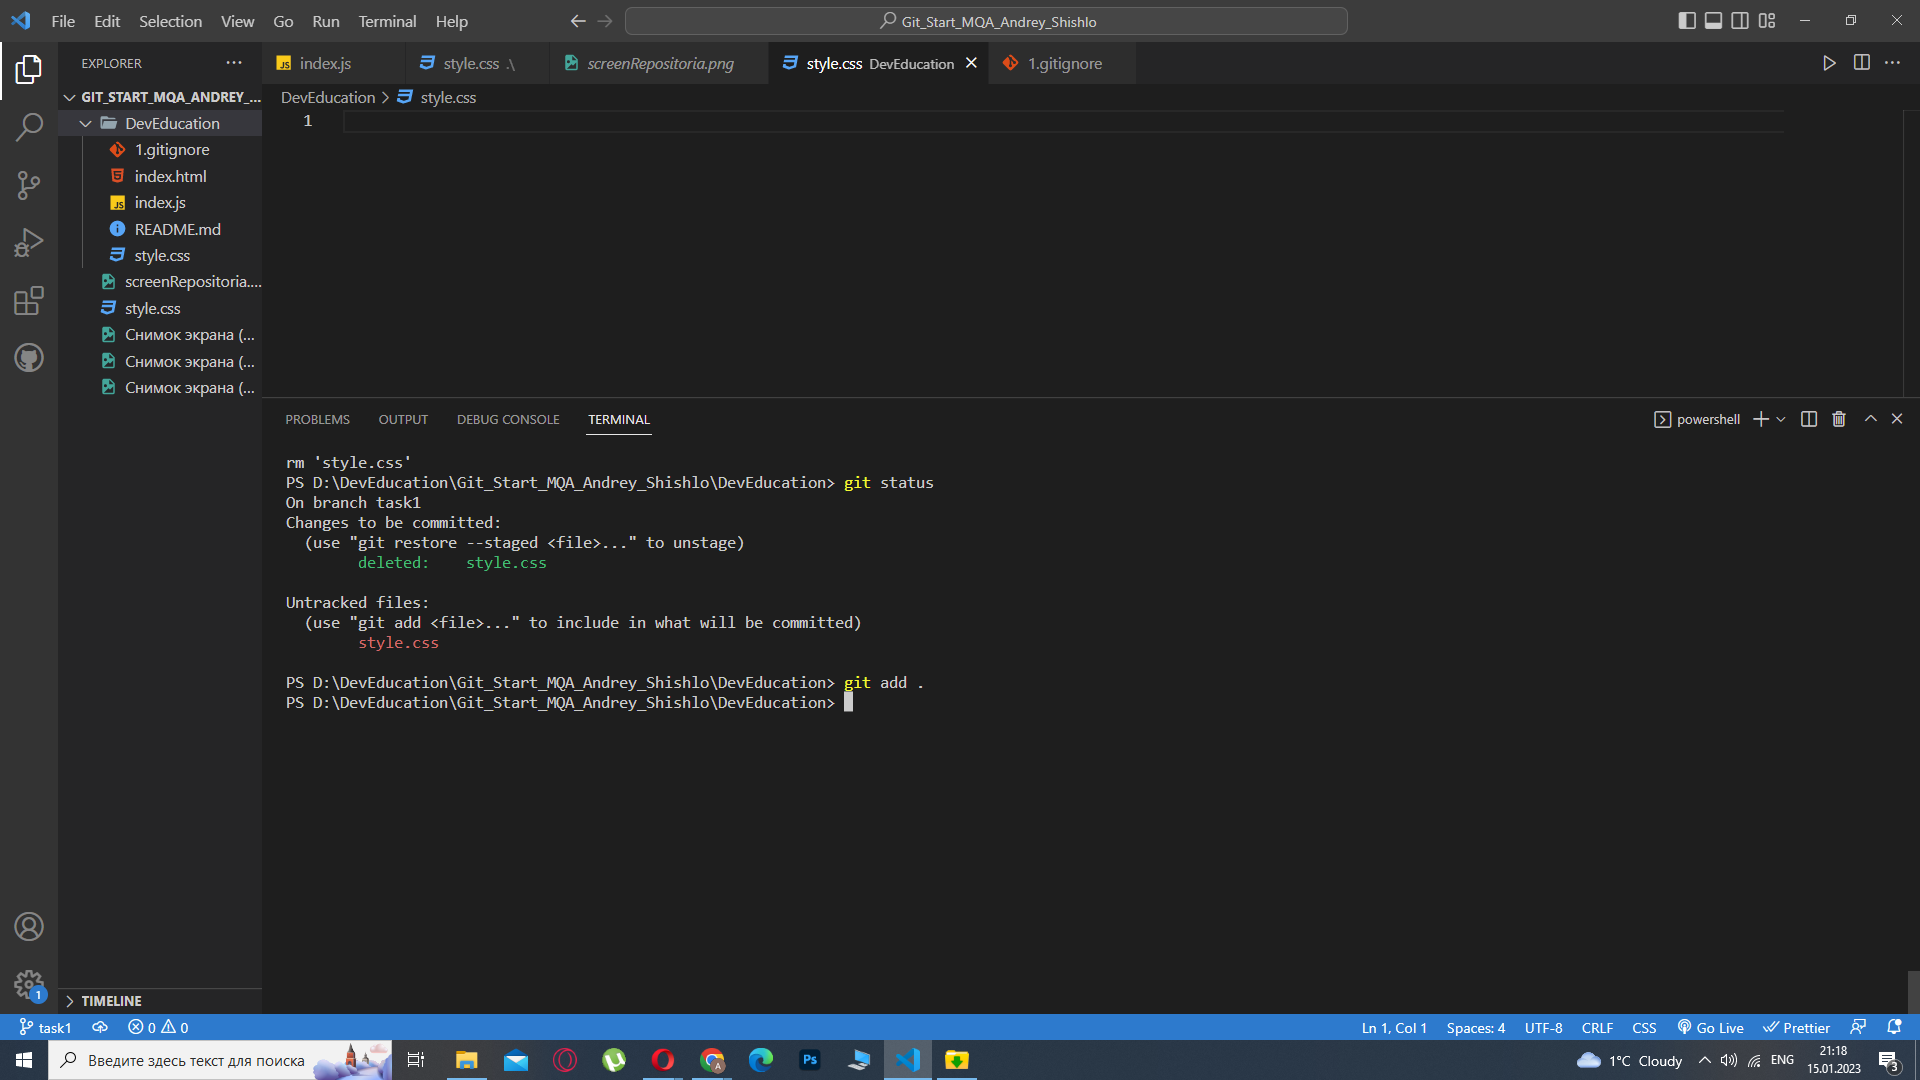 File Edit Selection View Go Run Terminal Help
Git_Start_MQA_Andrey_Shishlo
EXPLORER
index.js
style.css .\
screenRepositoria.png
style.css DevEducation
1.gitignore
GIT_START_MQA_ANDREY_...
DevEducation
1.gitignore
index.html
index.js
README.md
style.css
screenRepositoria....
style.css
Снимок экрана (...
Снимок экрана (...
Снимок экрана (...
DevEducation > style.css
1
PROBLEMS OUTPUT DEBUG CONSOLE TERMINAL
powershell
rm 'style.css'
PS D:\DevEducation\Git_Start_MQA_Andrey_Shishlo\DevEducation> git status
On branch task1
Changes to be committed:
(use "git restore --staged <file>..." to unstage)
deleted: style.css
Untracked files:
(use "git add <file>..." to include in what will be committed)
style.css
PS D:\DevEducation\Git_Start_MQA_Andrey_Shishlo\DevEducation> git add .
PS D:\DevEducation\Git_Start_MQA_Andrey_Shishlo\DevEducation>
1
TIMELINE
task1 0 0
Ln 1, Col 1 Spaces: 4 UTF-8 CRLF CSS Go Live Prettier
Введите здесь текст для поиска
A
Ps
1°C Cloudy
ENG
21:18
15.01.2023
3